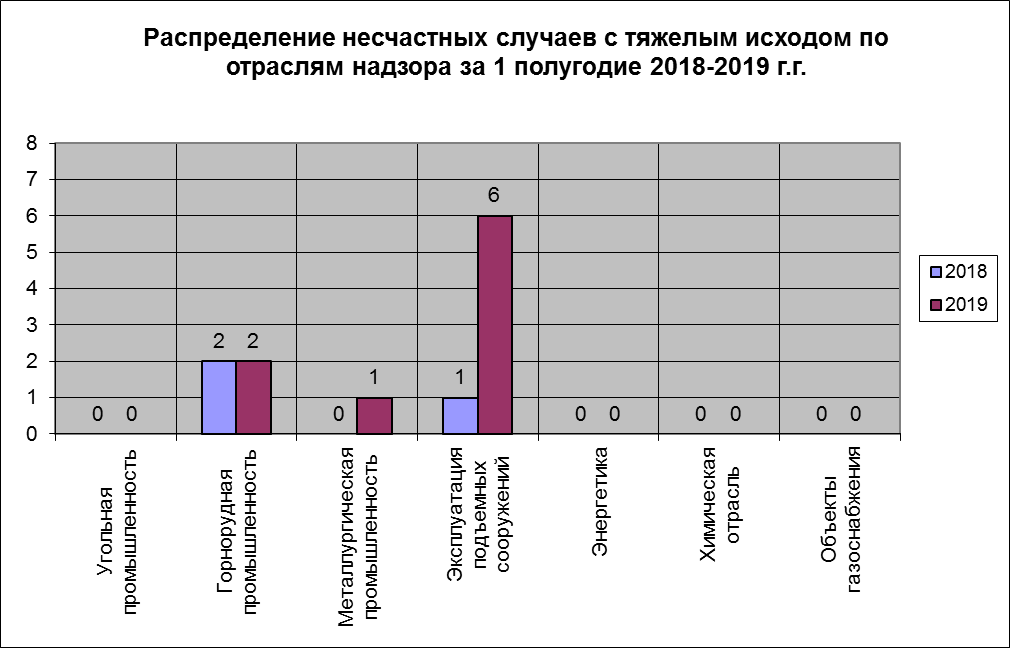 Распределение несчастных случаев с тяжелым исходом по
отраслям надзора за 1 полугодие 2018-2019 г.г.
8
7
6
5
4
3
2
1
0
0 0
2 2
0 1
1 6
0 0
0 0
0 0
Угольная
промышленность
Горнорудная
промышленность
Металлургическая
промышленность
Эксплуатация
подъемных
сооружений
Энергетика
Химическая
отрасль
Объекты
газоснабжения
2018
2019